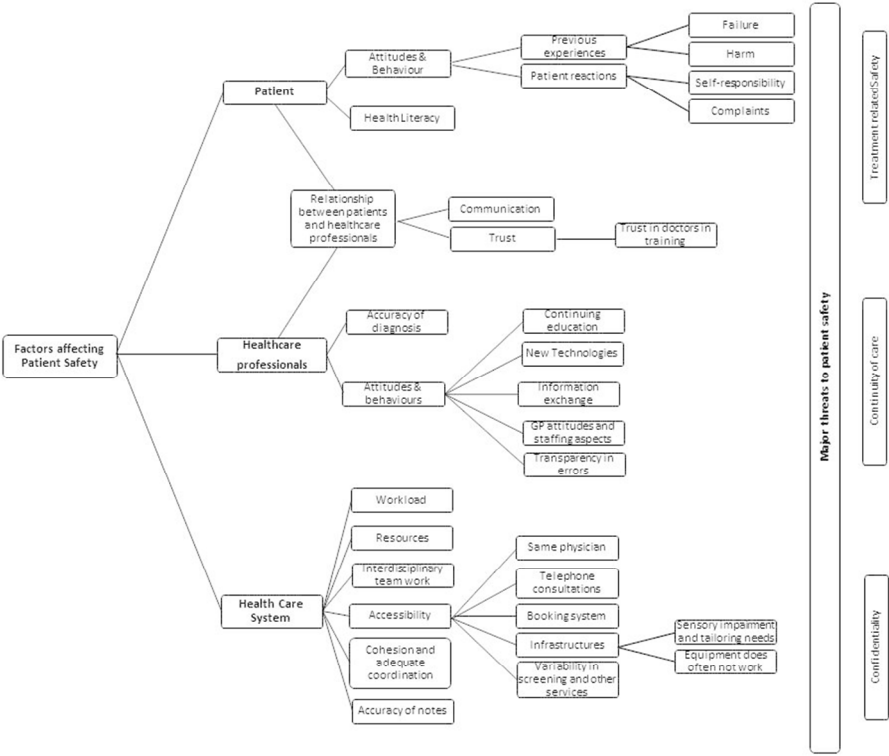 Factors affecting
Patient Safety
Patient
Attitudes &
Behaviour
Previous
experiences
Failure
Harm
Patient reactions
Self-responsibility
Complaints
Health Literacy
Relationship
between patients
and healthcare
professionals
Communication
Trust
Trust in doctors in
training
Healthcare
professionals
Accuracy of
diagnosis
Attitudes &
behaviours
Continuing
education
New Technologies
Information
exchange
GP attitudes and
staffing aspects
Transparency in
errors
Health Care
System
Workload
Resources
Interdisciplinary
team work
Accessibility
Same physician
Telephone
consultations
Booking system
Infrastructures
Sensory impairment
and tailoring needs
Equipment does
often not work
Variability in
screening and other
services
Cohesion and
adequate
coordination
Accuracy of notes
Major threats to patient safety
Treatment related Safety
Continuity of care
Confidentiality